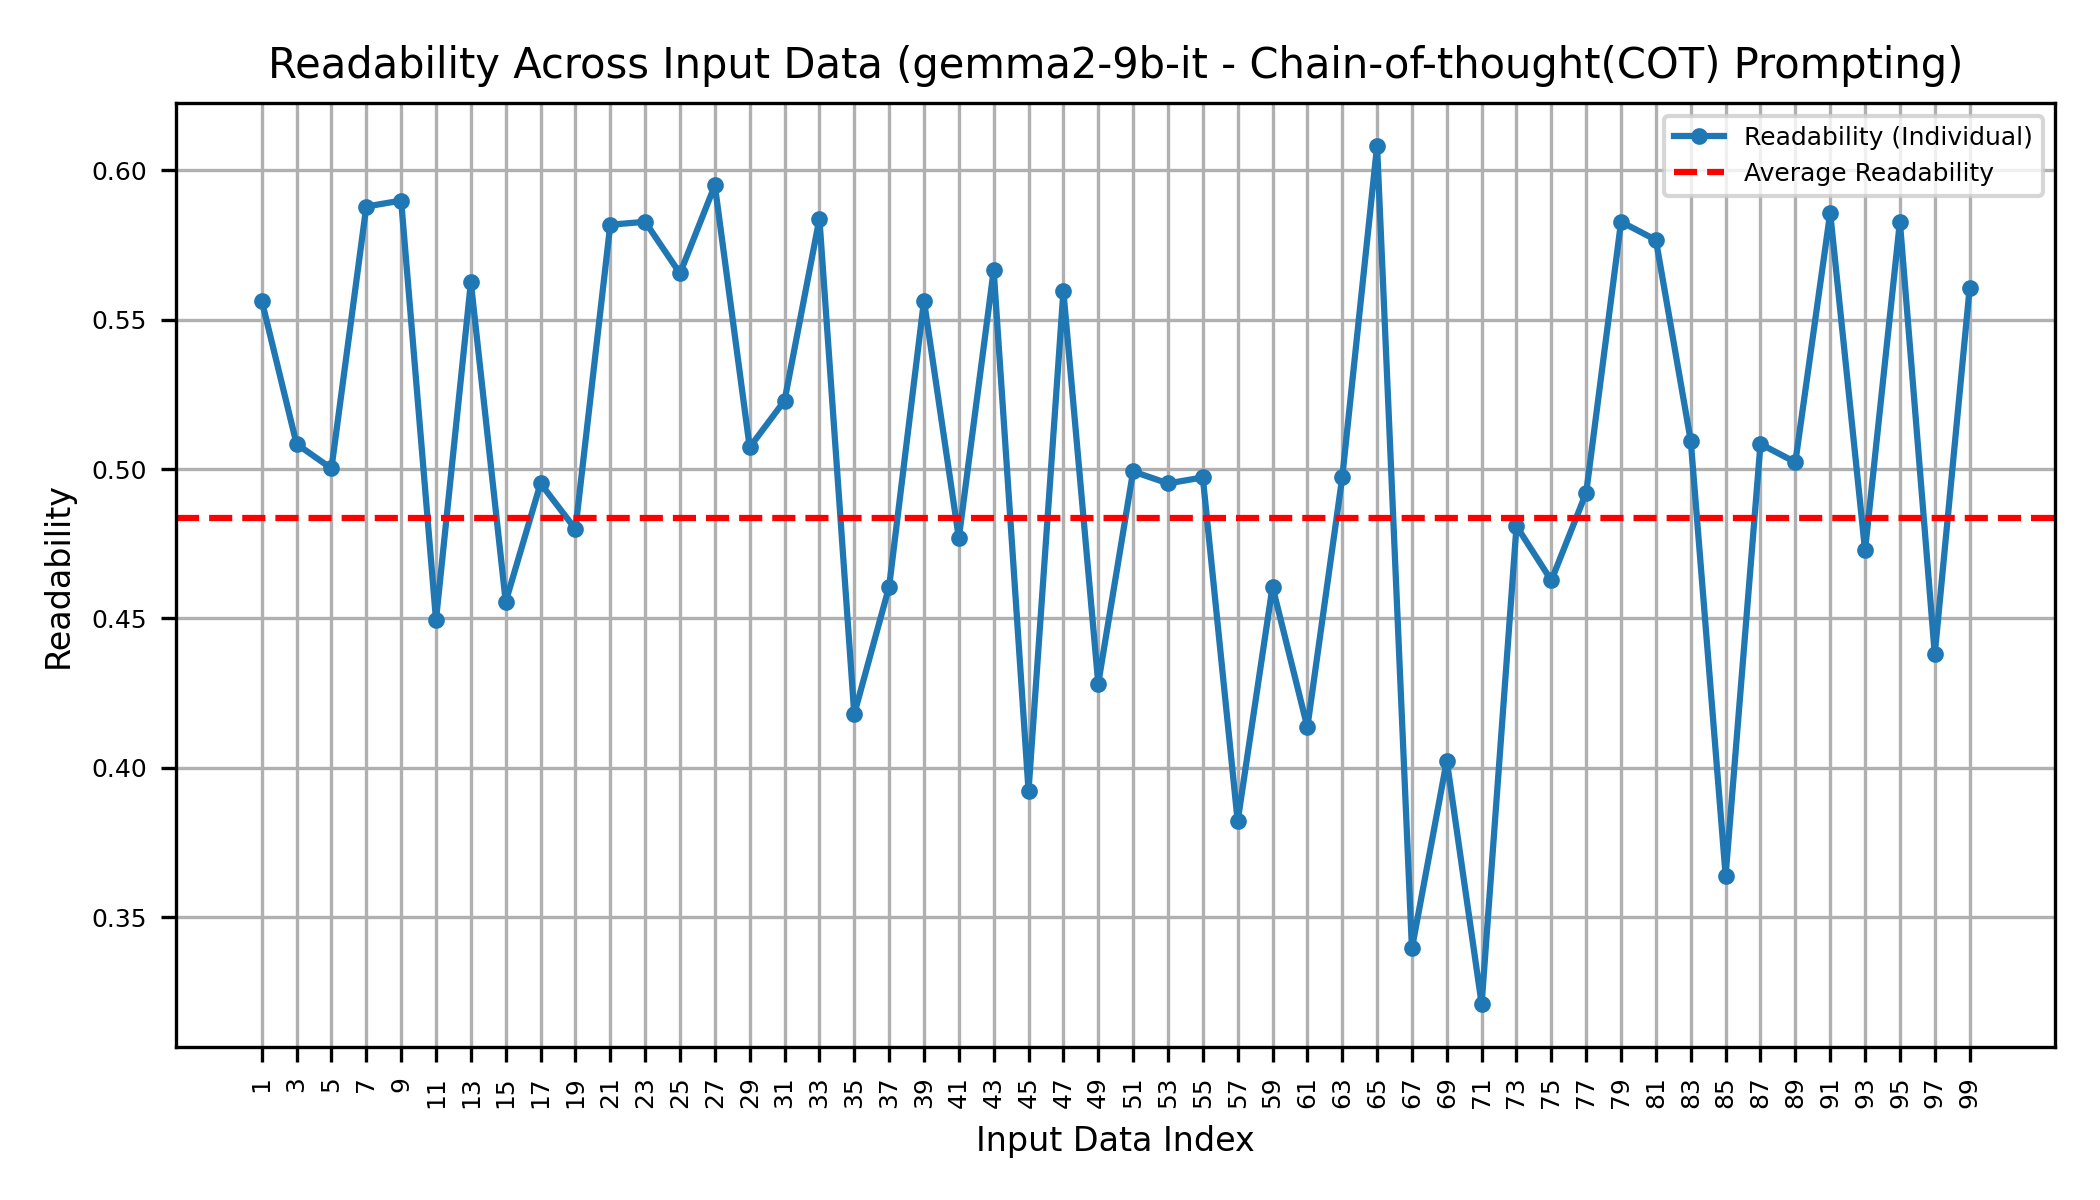 Readability Across Input Data (gemma2-9b-it - Chain-of-thought(COT) Prompting)
Readability (Individual)
Average Readability
0.60
0.55
0.50
0.45
0.40
0.35
Readability
1 3 5 7 9 11 13 15 17 19 21 23 25 27 29 31 33 35 37 39 41 43 45 47 49 51 53 55 57 59 61 63 65 67 69 71 73 75 77 79 81 83 85 87 89 91 93 95 97 99
Input Data Index